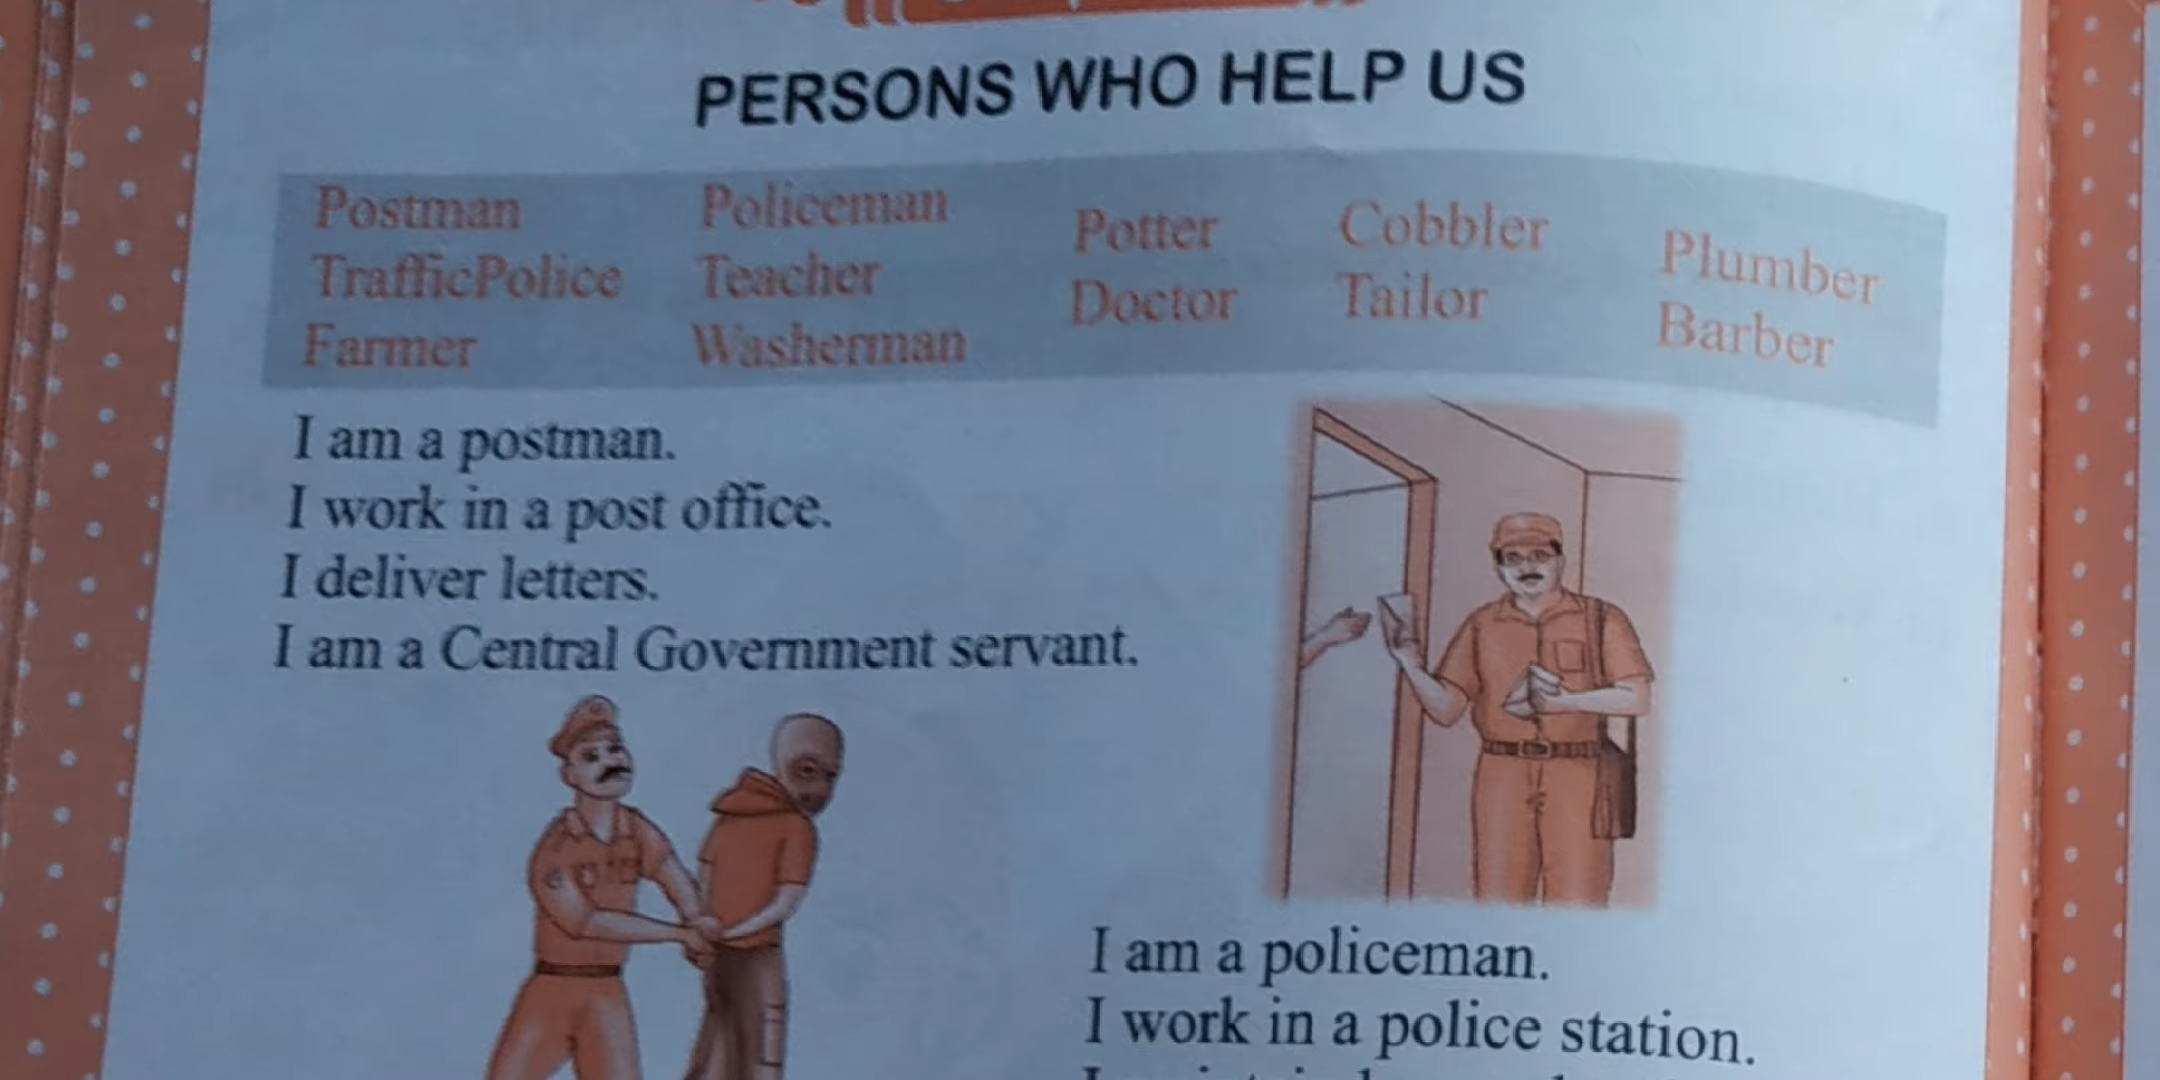 PERSONS WHO HELP US
Postman Policeman Potter Cobbler Plumber
TrafficPolice Teacher Doctor Tailor Barber
Farmer Washerman
I am a postman.
I work in a post office.
I deliver letters.
I am a Central Government servant.
I am a policeman.
I work in a police station.